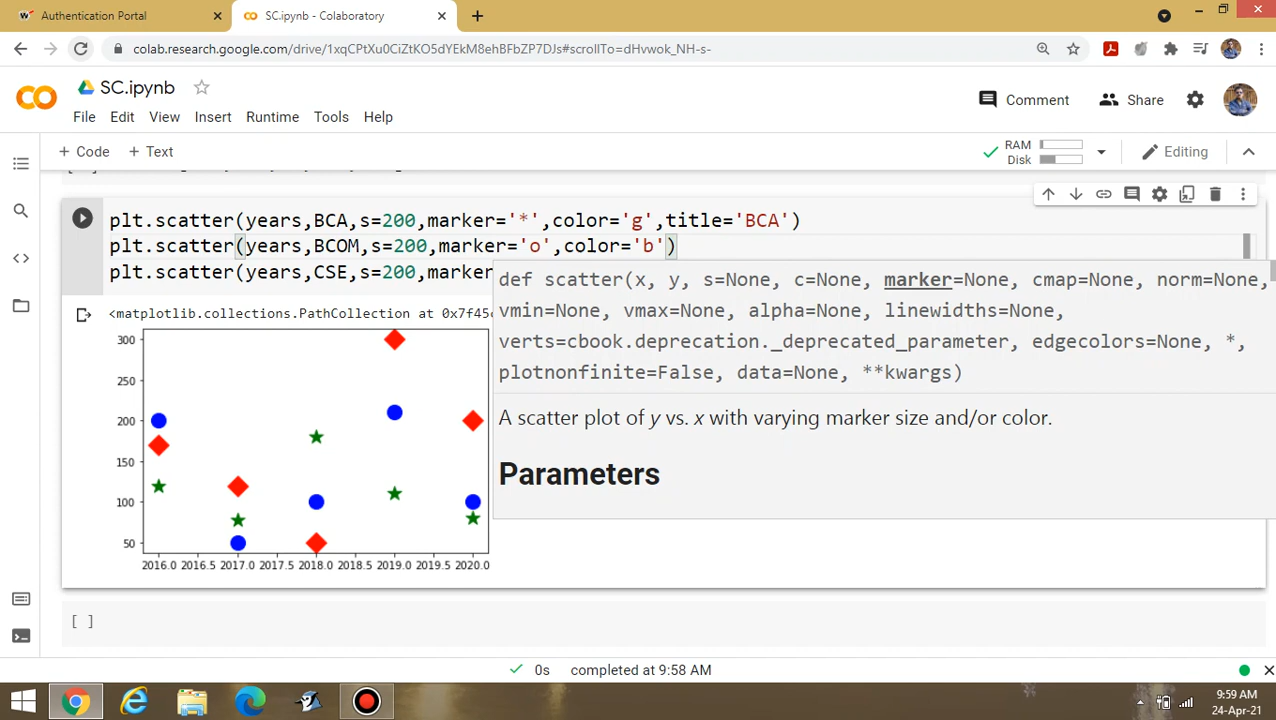 Authentication Portal
SC.ipynb - Colaboratory
colab.research.google.com/drive/1xqCPtXu0CiZtKO5dYEkM8ehBFbZP7DJs#scrollTo=dHvwok_NH-s-
SC.ipynb
Comment
Share
File Edit View Insert Runtime Tools Help
+ Code + Text
RAM
Disk
Editing
plt.scatter(years,BCA,s=200,marker='*',color='g',title='BCA')
plt.scatter(years,BCOM,s=200,marker='o',color='b')
plt.scatter(years,CSE,s=200,marker
def scatter(x, y, s=None, c=None, marker=None, cmap=None, norm=None,
vmin=None, vmax=None, alpha=None, linewidths=None,
verts=cbook.deprecation._deprecated_parameter, edgecolors=None, *,
plotnonfinite=False, data=None, **kwargs)
A scatter plot of y vs. x with varying marker size and/or color.
Parameters
<matplotlib.collections.PathCollection at 0x7f45
300
250
200
150
100
50
2016.0 2016.5 2017.0 2017.5 2018.0 2018.5 2019.0 2019.5 2020.0
[ ]
0s completed at 9:58 AM
9:59 AM
24-Apr-21